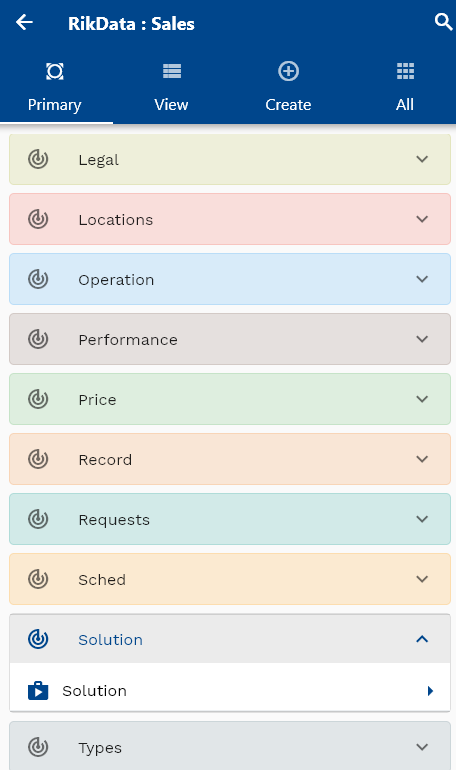 RikData : Sales
Primary View Create All
Legal
Locations
Operation
Performance
Price
Record
Requests
Sched
Solution
Solution
Types